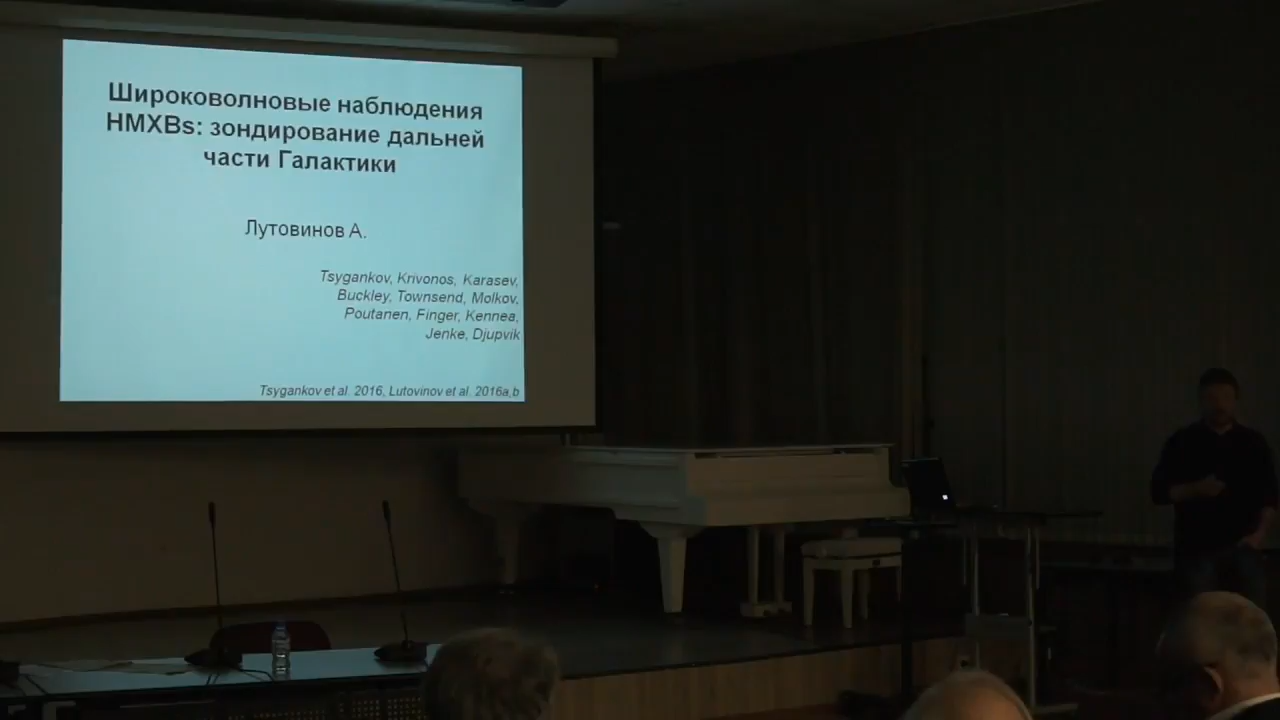 Широковолновые наблюдения
HMXBs: зондирование дальней
части Галактики
Лутовинов А.
Tsygankov, Krivonos, Karasev,
Buckley, Townsend, Molkov,
Poutanen, Finger, Kennea,
Jenke, Djupvik
Tsygankov et al. 2016, Lutovinov et al. 2016a,b